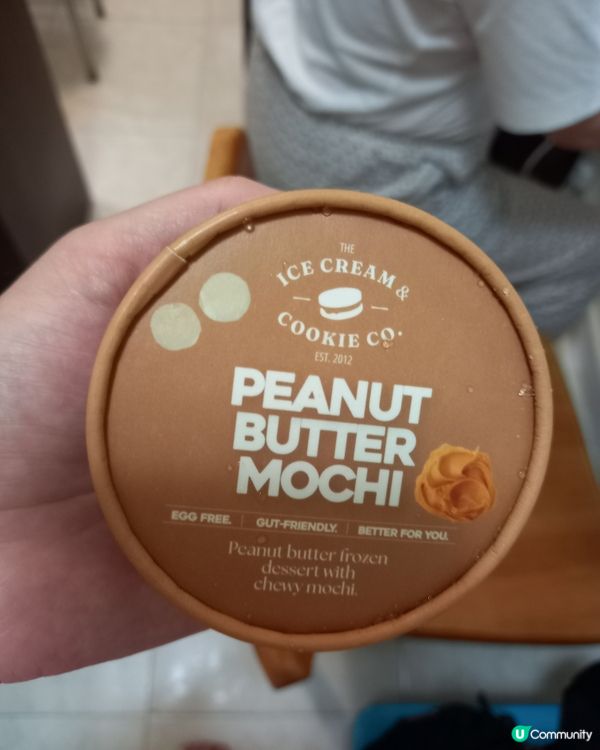 THE
ICE CREAM &
COOKIE CO.
EST. 2012
PEANUT
BUTTER
MOCHI
EGG FREE. | GUT-FRIENDLY. | BETTER FOR YOU.
Peanut butter frozen
dessert with
chewy mochi.
U Community